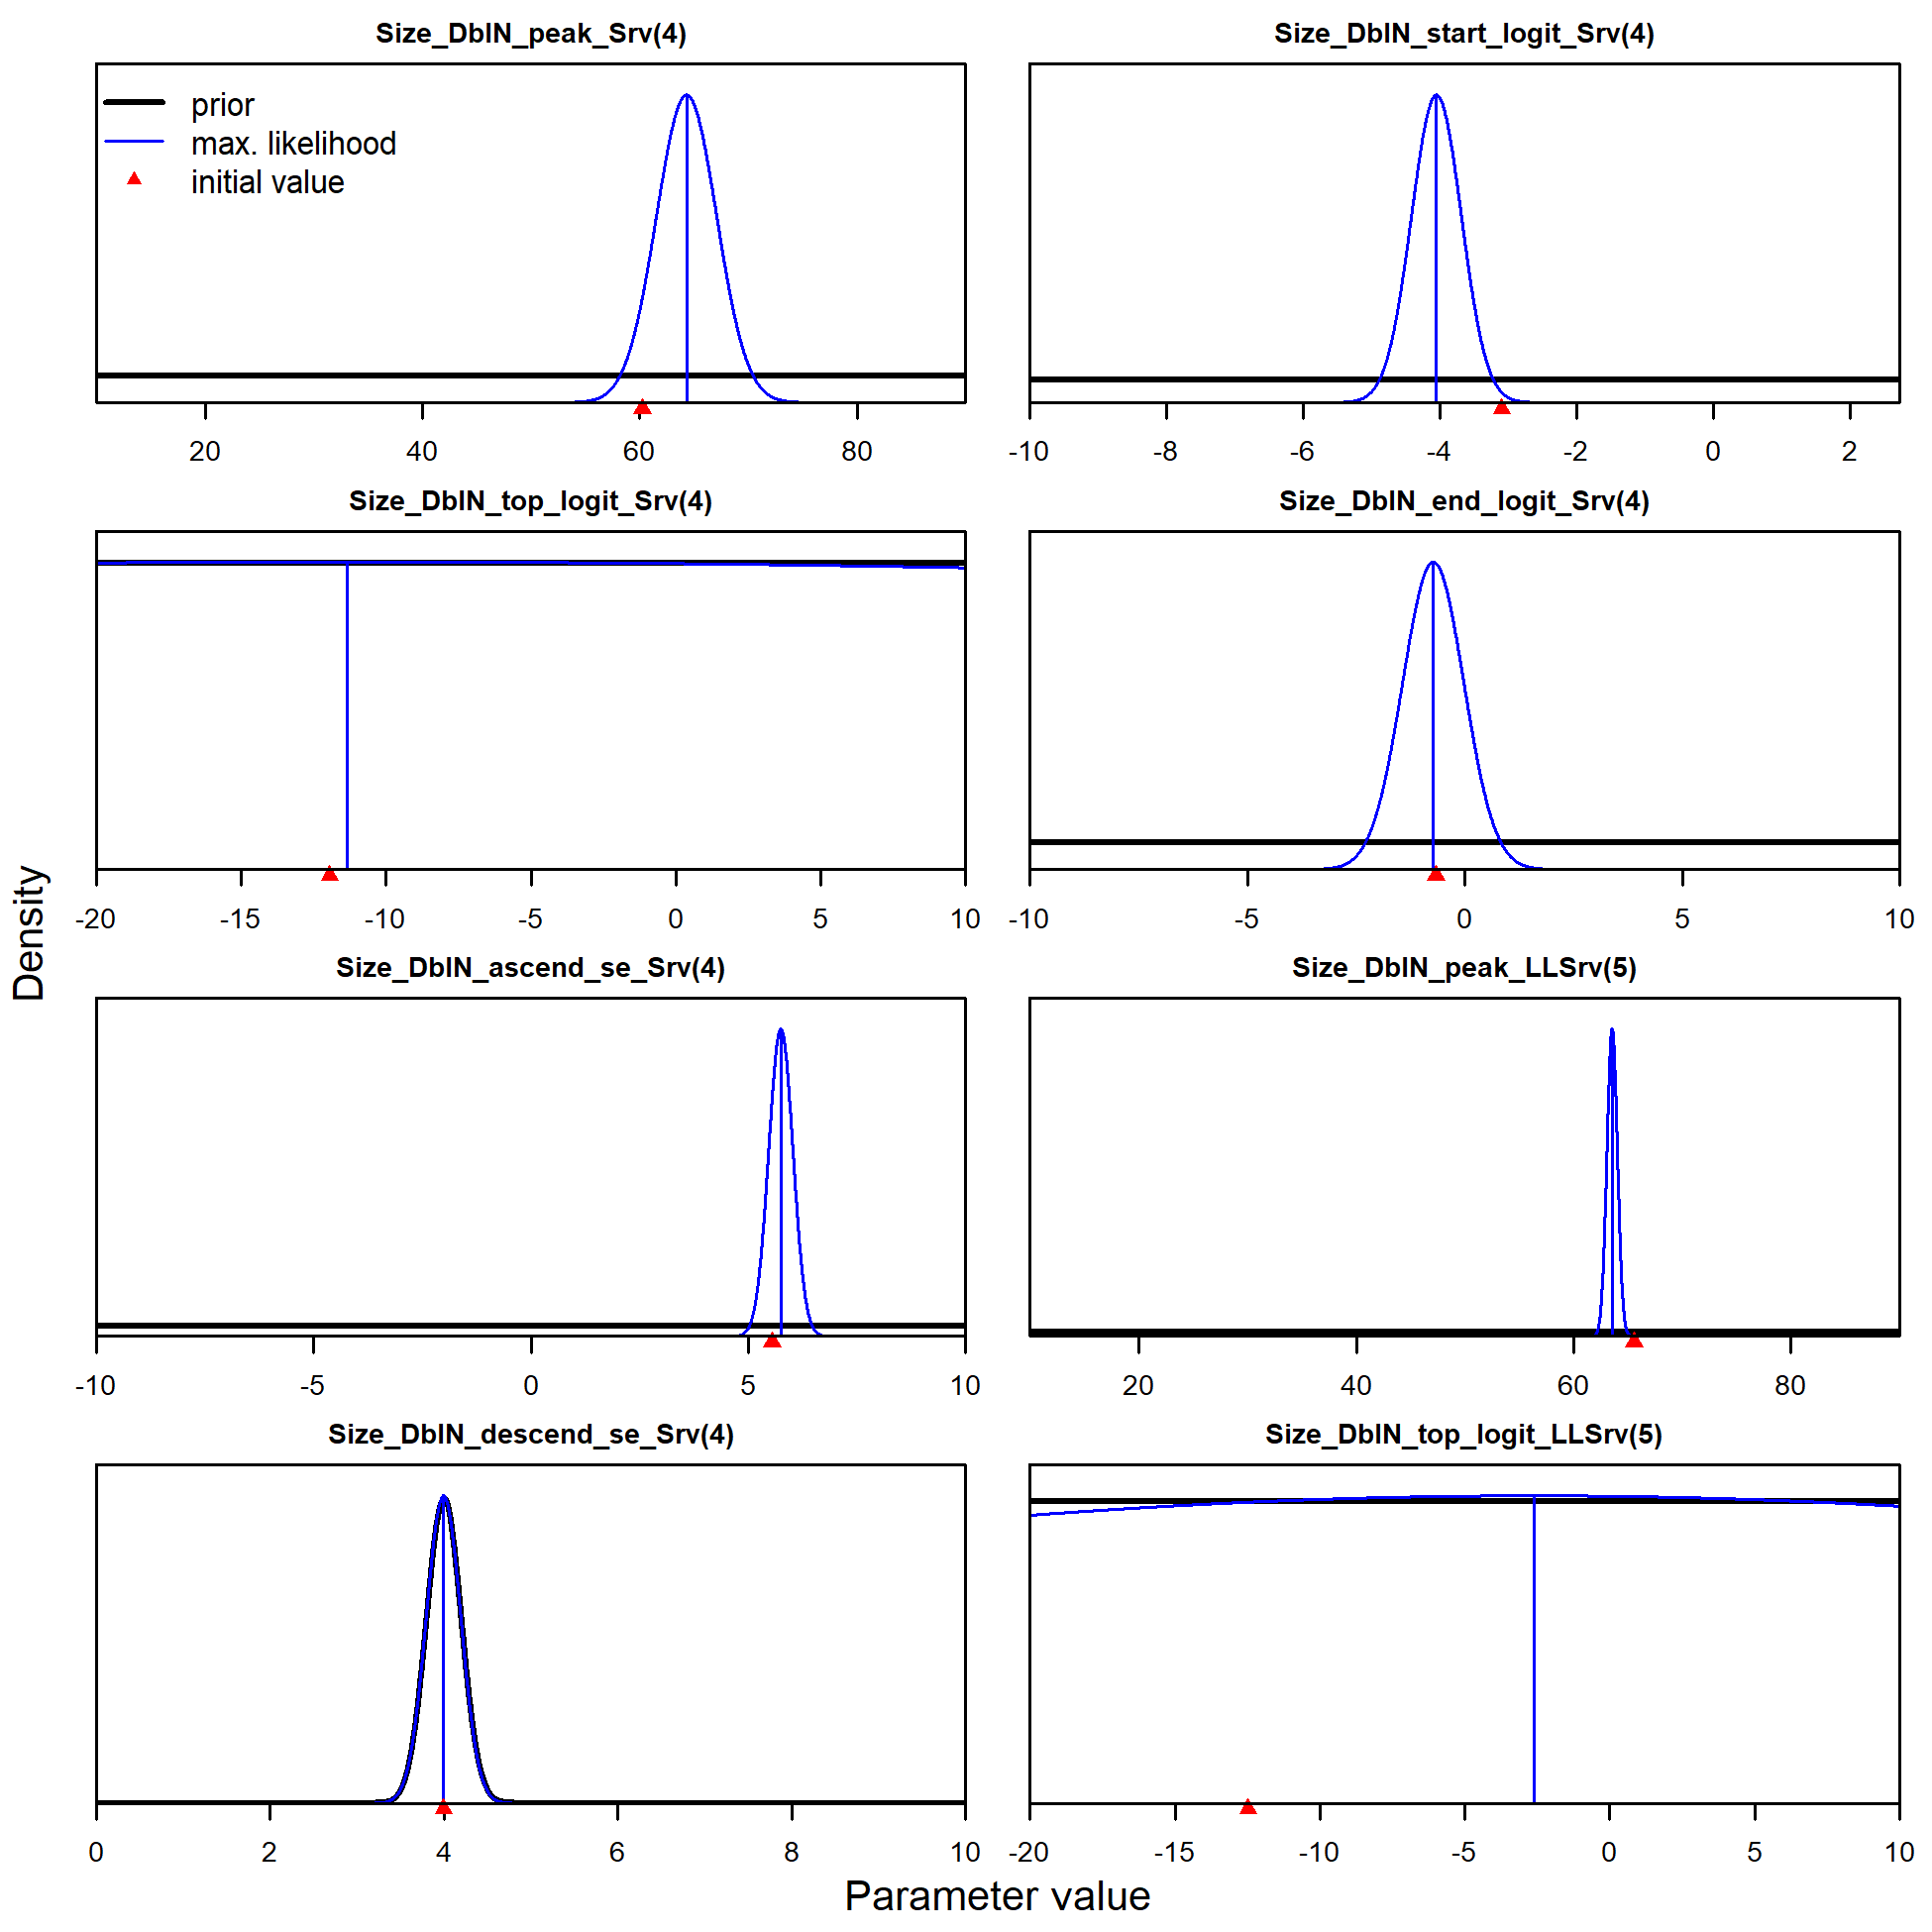 Size_DblN_peak_Srv(4)
prior
max. likelihood
initial value
20 40 60 80
Size_DblN_start_logit_Srv(4)
-10 -8 -6 -4 -2 0 2
Size_DblN_top_logit_Srv(4)
-20 -15 -10 -5 0 5 10
Size_DblN_end_logit_Srv(4)
-10 -5 0 5 10
Size_DblN_ascend_se_Srv(4)
-10 -5 0 5 10
Size_DblN_peak_LLSrv(5)
20 40 60 80
Size_DblN_descend_se_Srv(4)
0 2 4 6 8 10
Size_DblN_top_logit_LLSrv(5)
-20 -15 -10 -5 0 5 10
Density
Parameter value